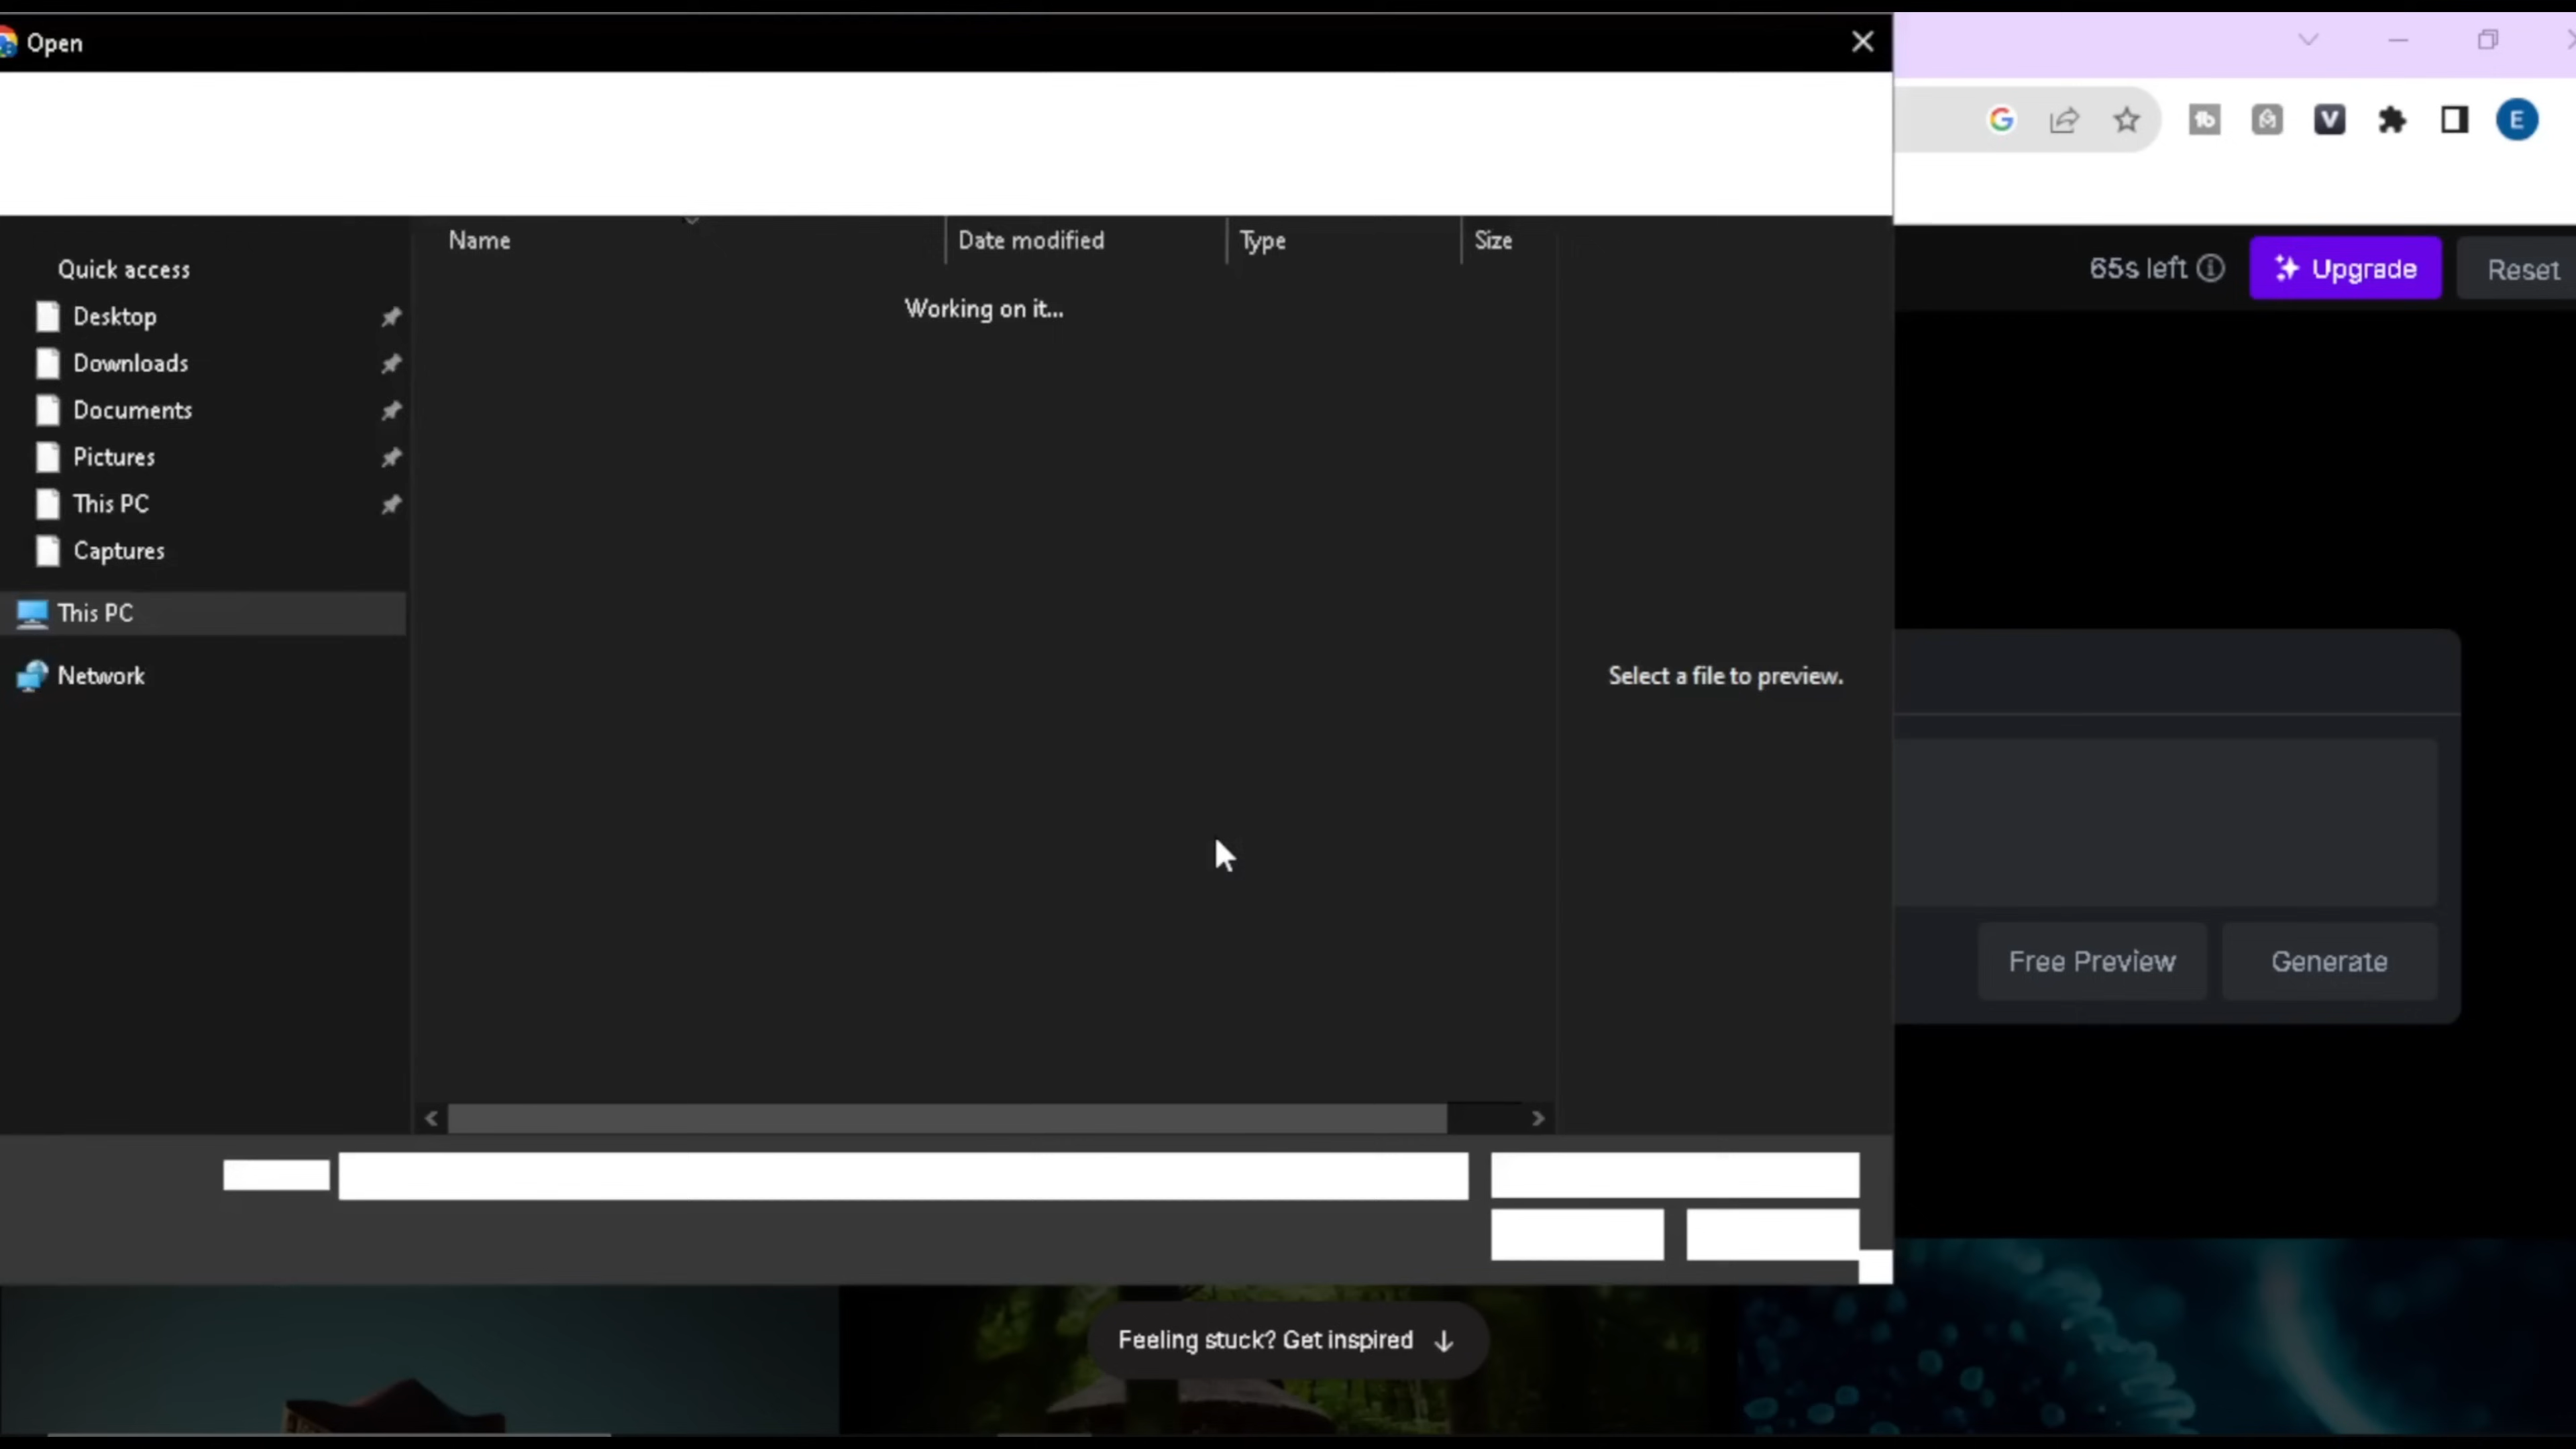 Open
Name
Date modified
Type
Size
Working on it...
Quick access
Desktop
Downloads
Documents
Pictures
This PC
Captures
This PC
Network
Select a file to preview.
tb
V
E
65s left
Upgrade
Reset
Free Preview
Generate
Feeling stuck? Get inspired